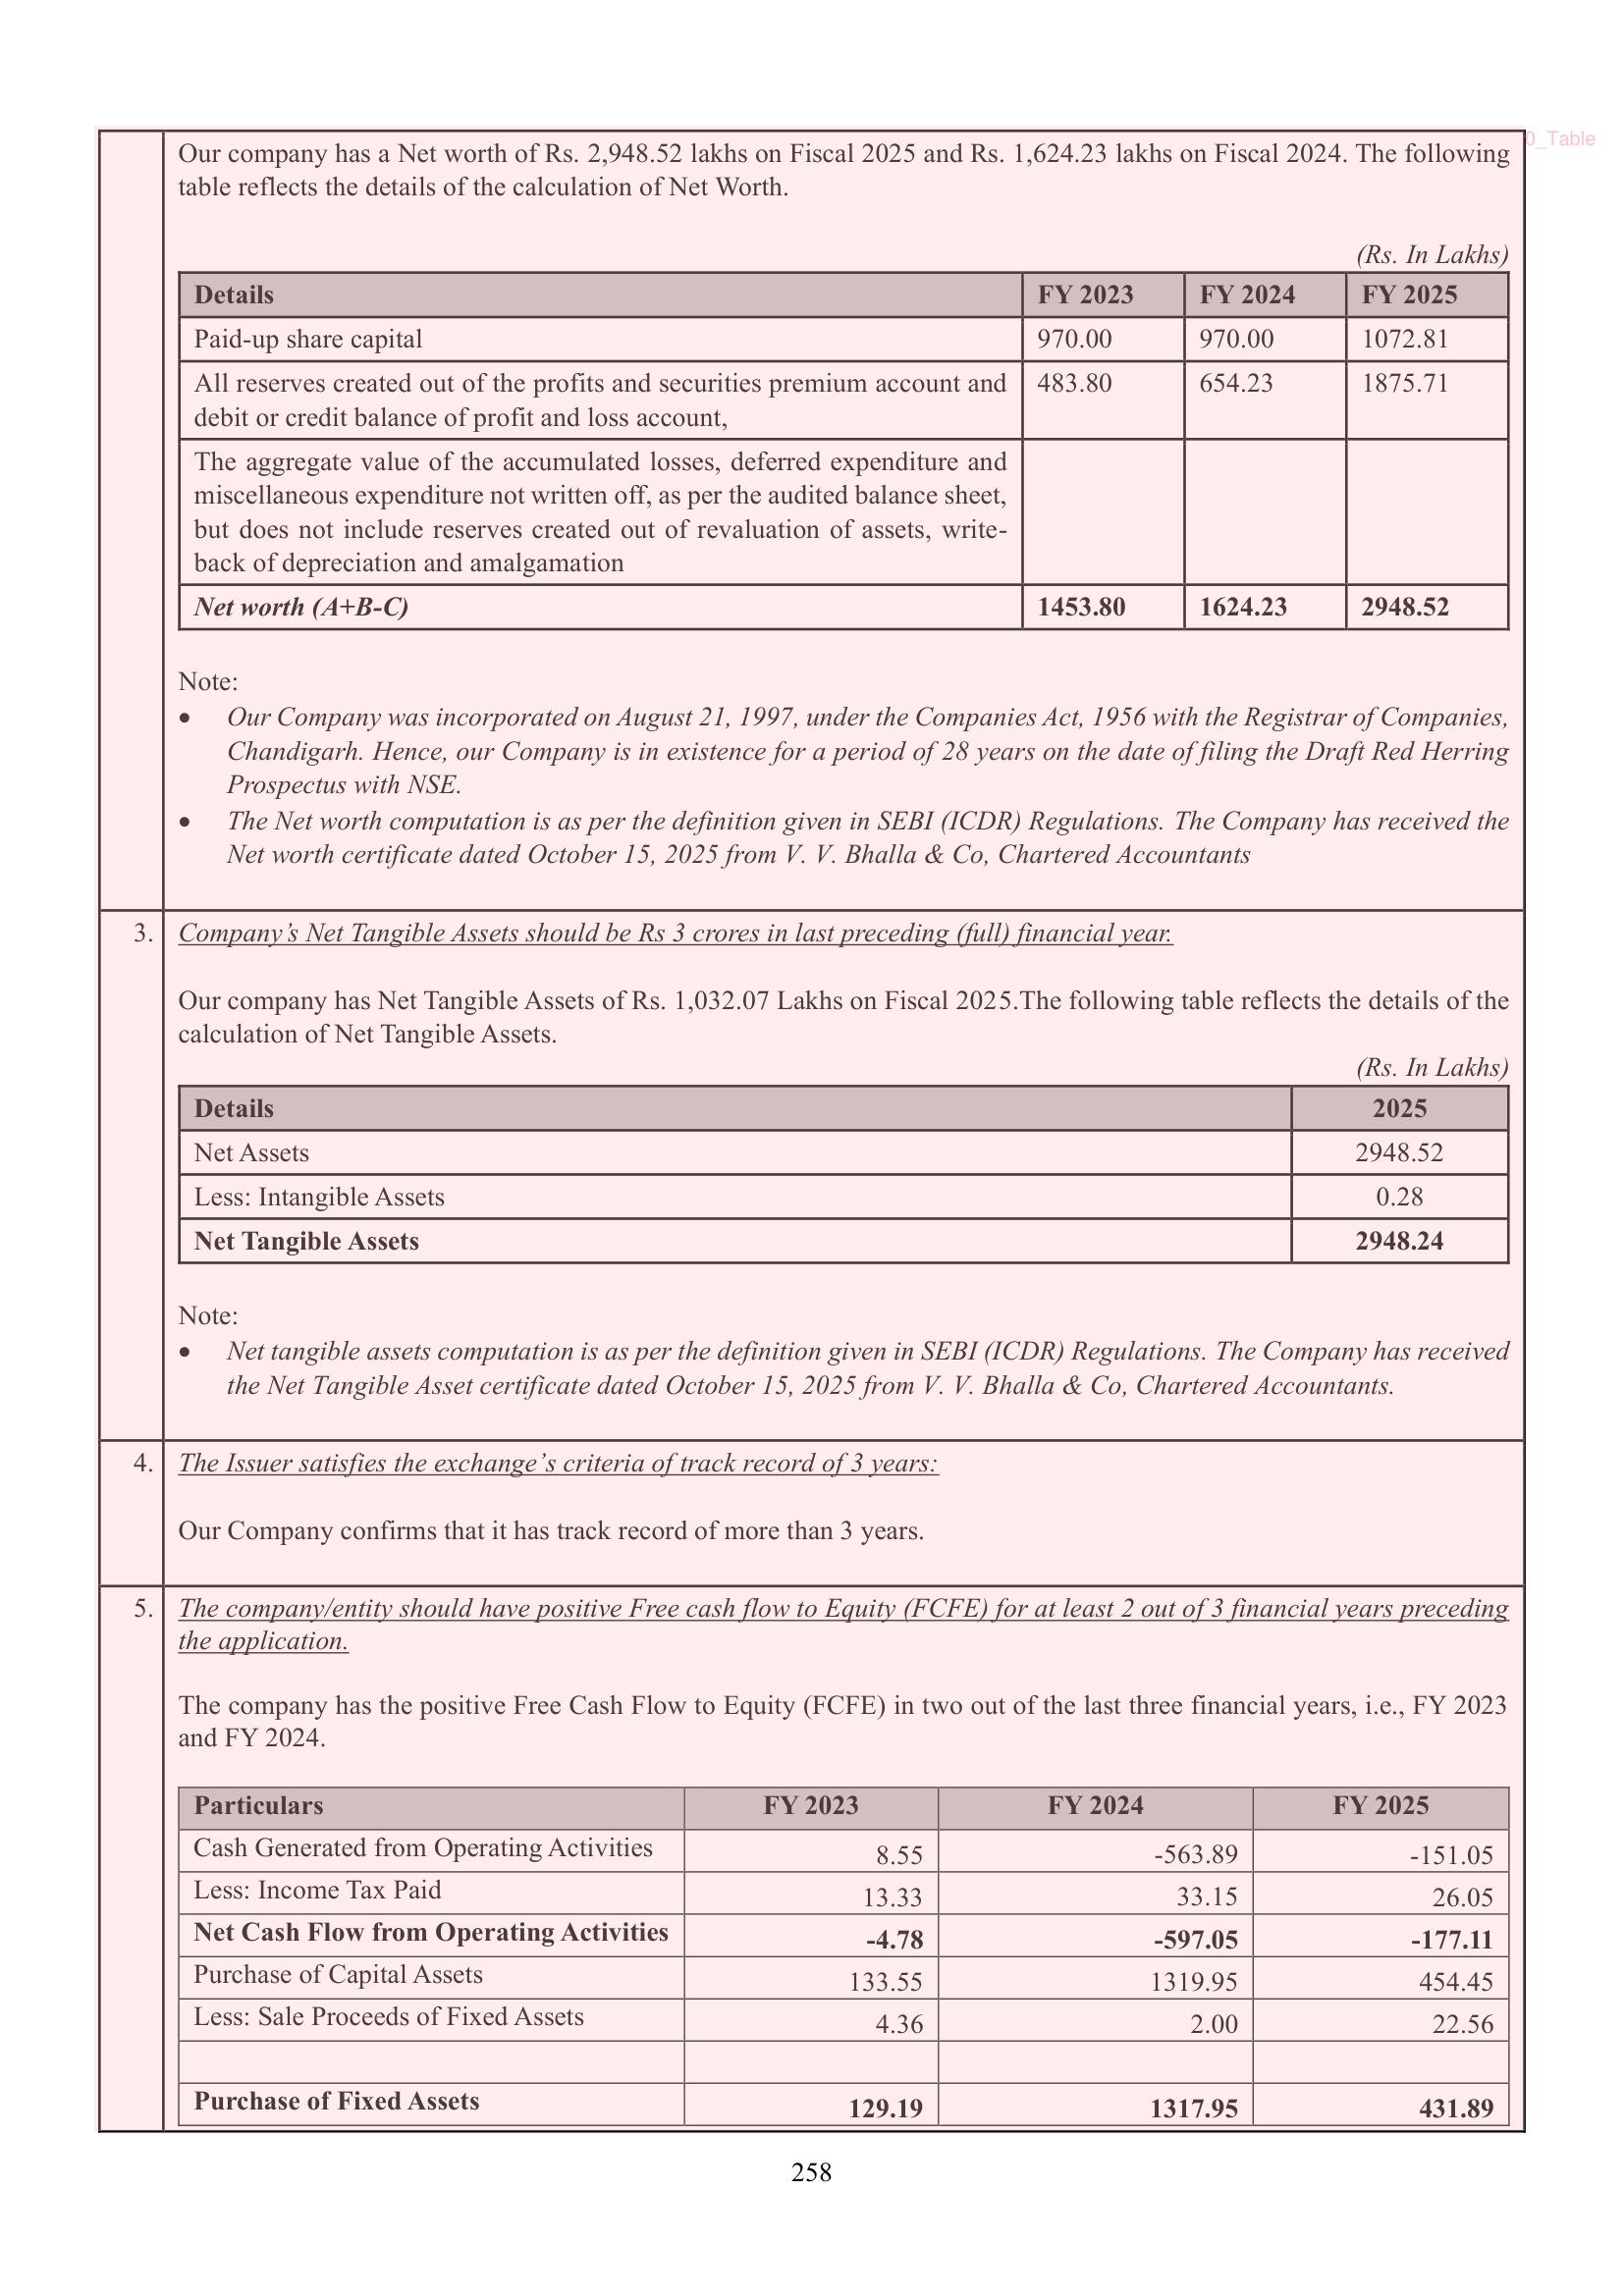 0_Table
Our company has a Net worth of Rs. 2,948.52 lakhs on Fiscal 2025 and Rs. 1,624.23 lakhs on Fiscal 2024. The following
table reflects the details of the calculation of Net Worth.
(Rs. In Lakhs)
Details FY 2023 FY 2024 FY 2025
Paid-up share capital 970.00 970.00 1072.81
All reserves created out of the profits and securities premium account and 483.80 654.23 1875.71
debit or credit balance of profit and loss account,
The aggregate value of the accumulated losses, deferred expenditure and
miscellaneous expenditure not written off, as per the audited balance sheet,
but does not include reserves created out of revaluation of assets, write-
back of depreciation and amalgamation
Net worth (A+B-C) 1453.80 1624.23 2948.52
Note:
• Our Company was incorporated on August 21, 1997, under the Companies Act, 1956 with the Registrar of Companies,
Chandigarh. Hence, our Company is in existence for a period of 28 years on the date of filing the Draft Red Herring
Prospectus with NSE.
• The Net worth computation is as per the definition given in SEBI (ICDR) Regulations. The Company has received the
Net worth certificate dated October 15, 2025 from V. V. Bhalla & Co, Chartered Accountants
3. Company's Net Tangible Assets should be Rs 3 crores in last preceding (full) financial year.
Our company has Net Tangible Assets of Rs. 1,032.07 Lakhs on Fiscal 2025.The following table reflects the details of the
calculation of Net Tangible Assets.
(Rs. In Lakhs)
Details 2025
Net Assets 2948.52
Less: Intangible Assets 0.28
Net Tangible Assets 2948.24
Note:
• Net tangible assets computation is as per the definition given in SEBI (ICDR) Regulations. The Company has received
the Net Tangible Asset certificate dated October 15, 2025 from V. V. Bhalla & Co, Chartered Accountants.
4. The Issuer satisfies the exchange's criteria of track record of 3 years:
Our Company confirms that it has track record of more than 3 years.
5. The company/entity should have positive Free cash flow to Equity (FCFE) for at least 2 out of 3 financial years preceding
the application.
The company has the positive Free Cash Flow to Equity (FCFE) in two out of the last three financial years, i.e., FY 2023
and FY 2024.
Particulars FY 2023 FY 2024 FY 2025
Cash Generated from Operating Activities 8.55 -563.89 -151.05
Less: Income Tax Paid 13.33 33.15 26.05
Net Cash Flow from Operating Activities -4.78 -597.05 -177.11
Purchase of Capital Assets 133.55 1319.95 454.45
Less: Sale Proceeds of Fixed Assets 4.36 2.00 22.56
Purchase of Fixed Assets 129.19 1317.95 431.89
258